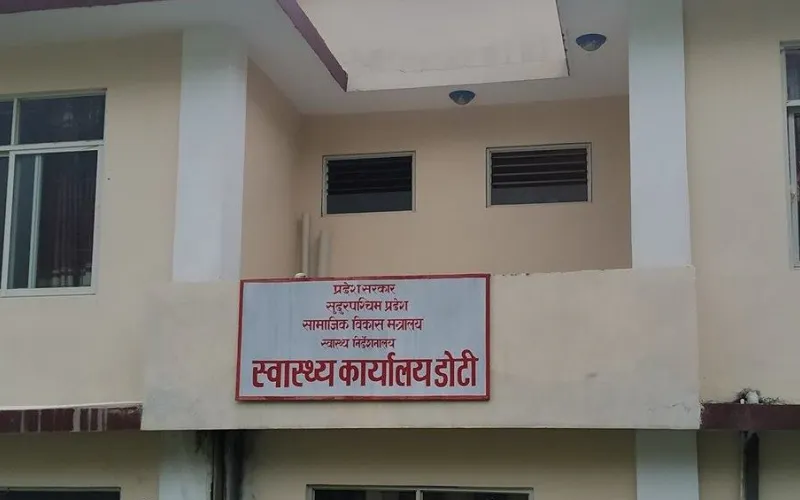 प्रदेश सरकार
सुदुरपश्चिम प्रदेश
सामाजिक विकास मन्त्रालय
स्वास्थ्य निर्देशनालय
स्वास्थ्य कार्यालय डोटी